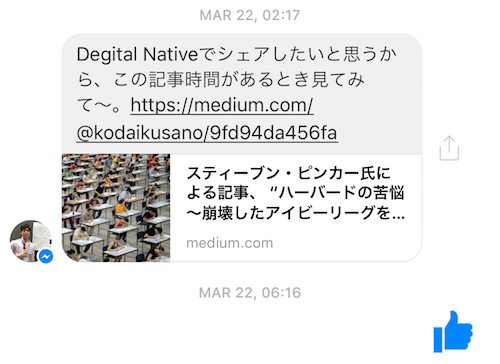 MAR 22, 02:17
Degital Nativeでシェアしたいと思うか
ら、この記事時間があるとき見てみ
て〜。https://medium.com/
@kodaikusano/9fd94da456fa
スティーブン・ピンカー氏に
よる記事、 “ハーバードの苦悩
〜崩壊したアイビーリーグを...
medium.com
MAR 22, 06:16